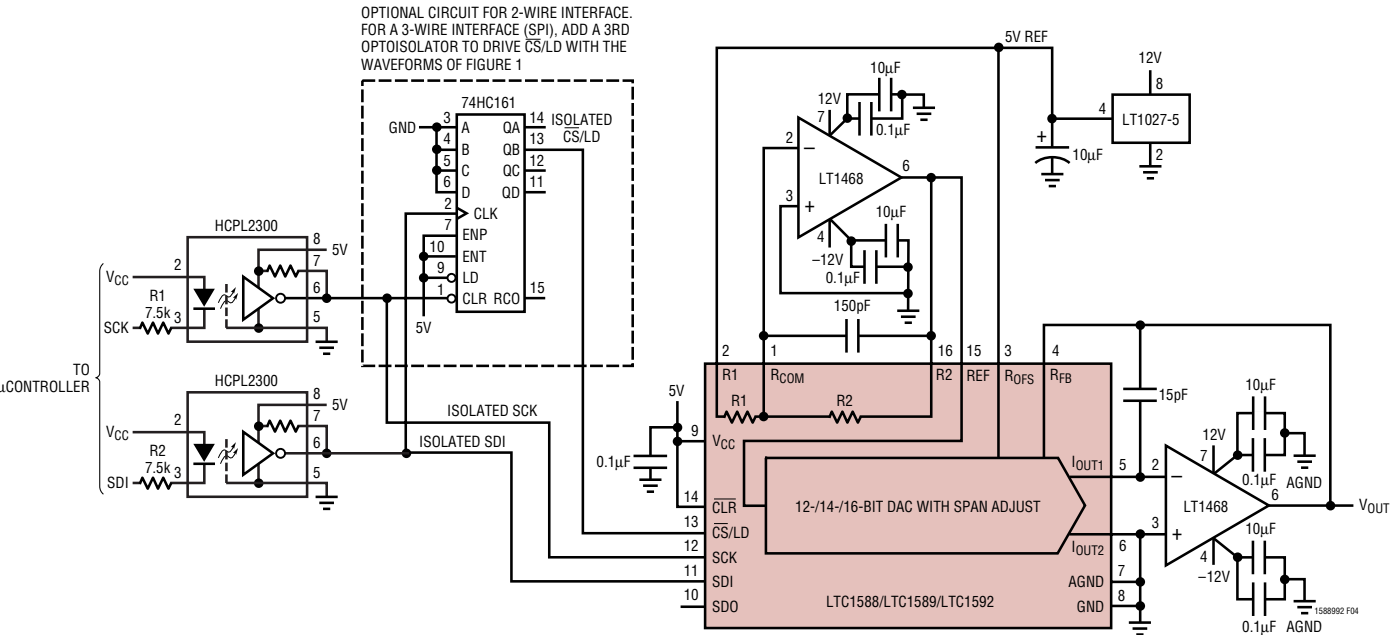 OPTIONAL CIRCUIT FOR 2-WIRE INTERFACE.
FOR A 3-WIRE INTERFACE (SPI), ADD A 3RD
OPTOISOLATOR TO DRIVE C̅S̅/LD WITH THE
WAVEFORMS OF FIGURE 1
74HC161
GND
3 A
4 B
5 C
6 D
2 CLK
7 ENP
10 ENT
9 LD
1 CLR
QA 14
QB 13
QC 12
QD 11
RCO 15
ISOLATED
C̅S̅/LD
5V
HCPL2300
8 5V
7
6
5
VCC 2
R1
7.5k
SCK 3
TO
µCONTROLLER
HCPL2300
8 5V
7
6
5
VCC 2
R2
7.5k
SDI 3
ISOLATED SCK
ISOLATED SDI
5V REF
12V
8
4
LT1027-5
2
+
10µF
10µF
12V
7
0.1µF
2
−
LT1468
6
3
+
4
−12V
10µF
0.1µF
150pF
2 1 16 15 3 4
R1 RCOM R2 REF ROFS RFB
R1 R2
5V
0.1µF
9
VCC
14
C̅L̅R̅
13
C̅S̅/LD
12
SCK
11
SDI
10
SDO
12-/14-/16-BIT DAC WITH SPAN ADJUST
LTC1588/LTC1589/LTC1592
IOUT1 5
IOUT2 6
AGND 7
GND 8
15pF
2
−
3
+
LT1468
12V
7
10µF
0.1µF AGND
6
VOUT
4
−12V
10µF
0.1µF AGND
1588992 F04